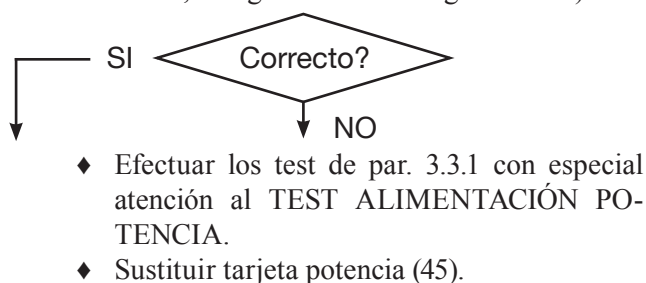 SI Correcto?
NO
♦ Efectuar los test de par. 3.3.1 con especial
atención al TEST ALIMENTACIÓN PO-
TENCIA.
♦ Sustituir tarjeta potencia (45).